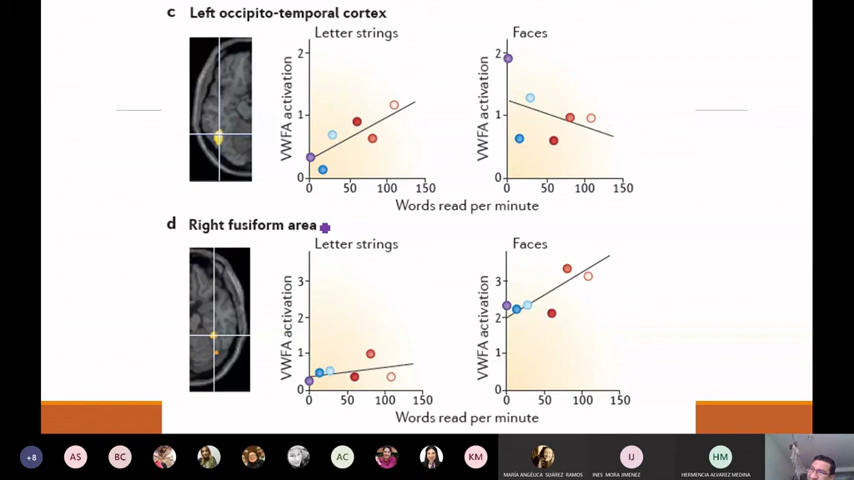 c Left occipito-temporal cortex
Letter strings
Faces
VWFA activation
2
1
0
0 50 100 150
VWFA activation
2
1
0
0 50 100 150
Words read per minute
d Right fusiform area
Letter strings
Faces
VWFA activation
3
2
1
0
0 50 100 150
VWFA activation
3
2
1
0
0 50 100 150
Words read per minute
+8 AS BC AC KM IJ HM
MARÍA ANGÉLICA SUÁREZ RAMOS INES MORA JIMENEZ HERMENCIA ALVAREZ MEDINA